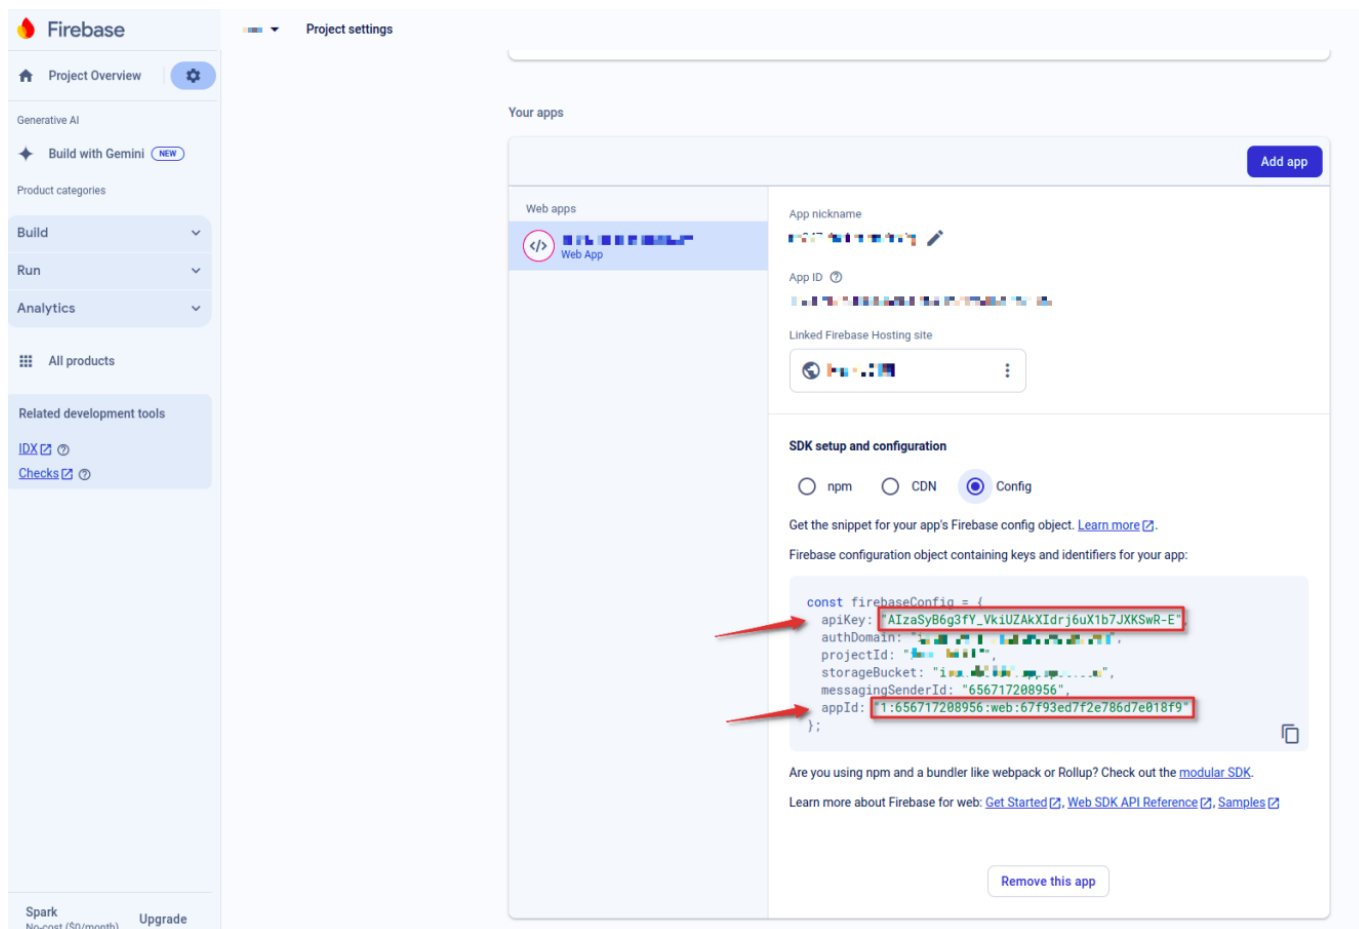 Firebase
Project settings
Project Overview
Generative AI
Build with Gemini NEW
Product categories
Build
Run
Analytics
All products
Related development tools
IDX
Checks
Spark
No-cost ($0/month)
Upgrade
Your apps
Add app
Web apps
Web App
App nickname
App ID
Linked Firebase Hosting site
SDK setup and configuration
npm CDN Config
Get the snippet for your app's Firebase config object. Learn more.
Firebase configuration object containing keys and identifiers for your app:
const firebaseConfig = {
apiKey: "AIzaSyB6g3fY_VkiUZAkXIdrj6uX1b7JXKSwR-E",
authDomain: "
projectId: "
storageBucket: "
messagingSenderId: "656717208956",
appId: "1:656717208956:web:67f93ed7f2e786d7e018f9"
};
Are you using npm and a bundler like webpack or Rollup? Check out the modular SDK.
Learn more about Firebase for web: Get Started, Web SDK API Reference, Samples
Remove this app